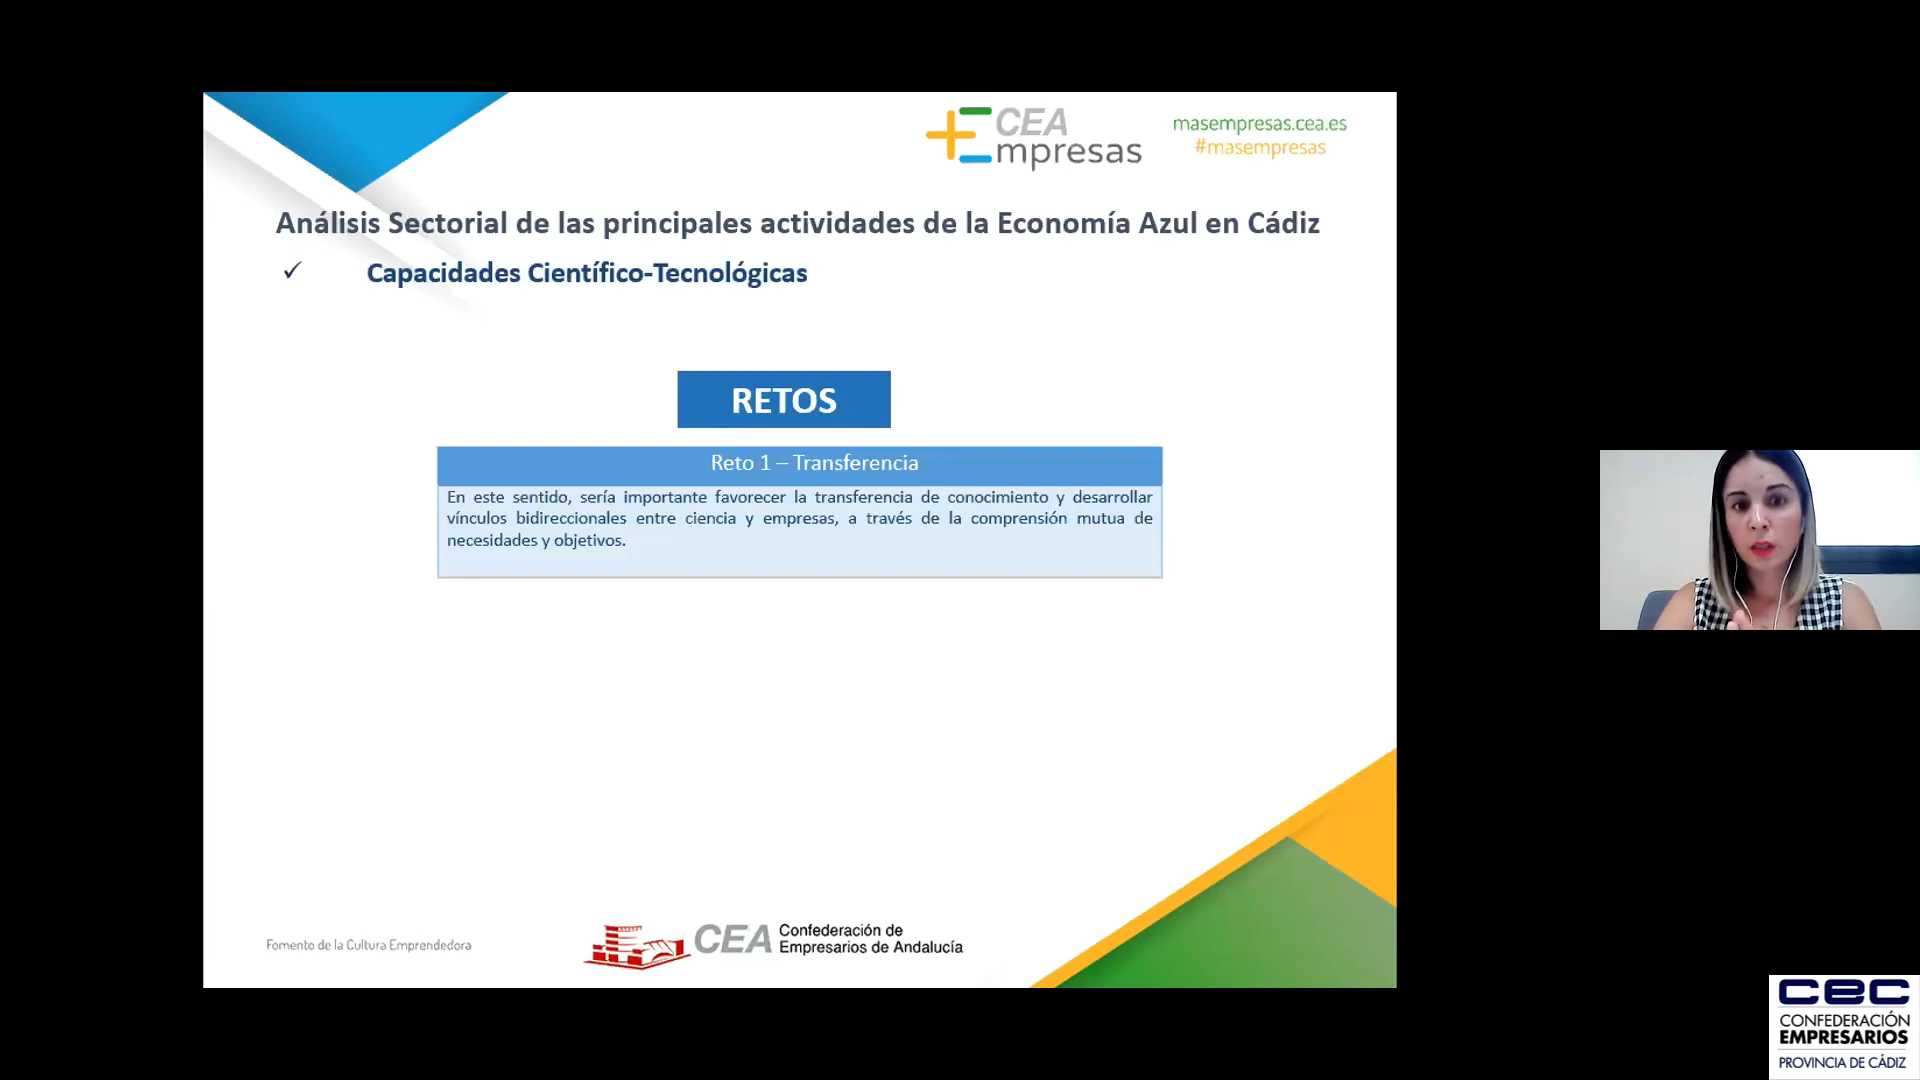 CEA
Empresas
masempresas.cea.es
#masempresas
Análisis Sectorial de las principales actividades de la Economía Azul en Cádiz
✓ Capacidades Científico-Tecnológicas
RETOS
Reto 1 – Transferencia
En este sentido, sería importante favorecer la transferencia de conocimiento y desarrollar
vínculos bidireccionales entre ciencia y empresas, a través de la comprensión mutua de
necesidades y objetivos.
Fomento de la Cultura Emprendedora
CEA
Confederación de
Empresarios de Andalucía
cec
CONFEDERACIÓN
EMPRESARIOS
PROVINCIA DE CÁDIZ